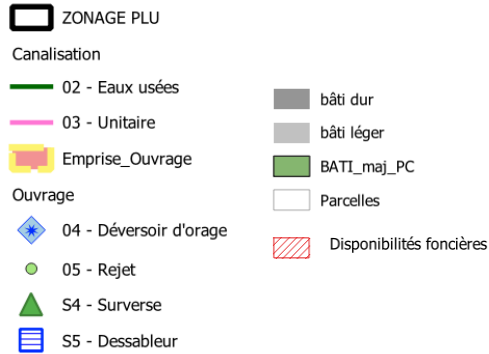 ZONAGE PLU
Canalisation
02 - Eaux usées
03 - Unitaire
Emprise_Ouvrage
Ouvrage
04 - Déversoir d'orage
05 - Rejet
S4 - Surverse
S5 - Dessableur
bâti dur
bâti léger
BATI_maj_PC
Parcelles
Disponibilités foncières